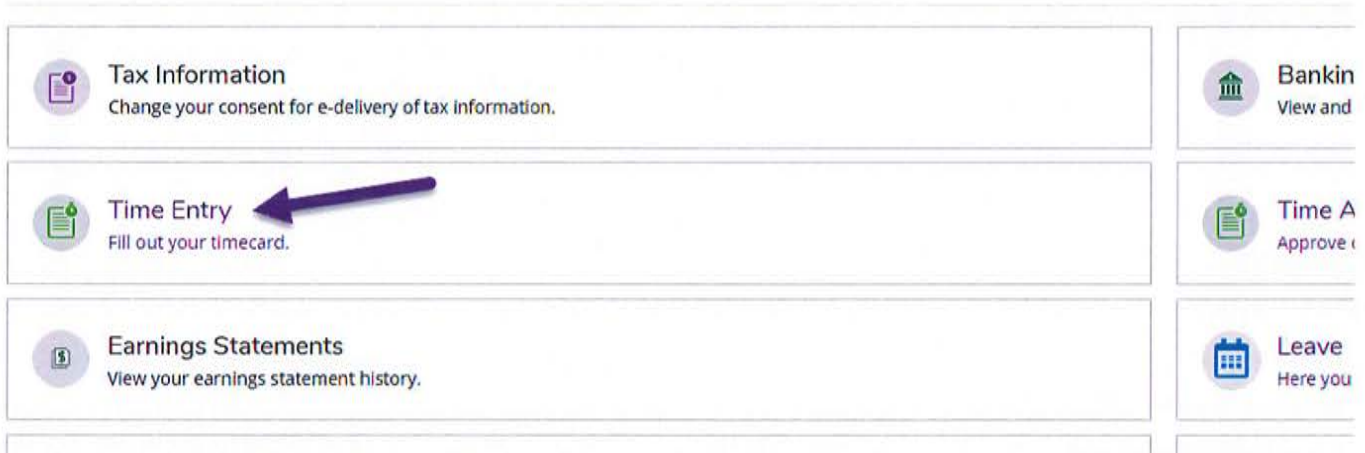 Tax Information
Change your consent for e-delivery of tax information.
Bankin
View and
Time Entry
Fill out your timecard.
Time A
Approve
Earnings Statements
View your earnings statement history.
Leave
Here you